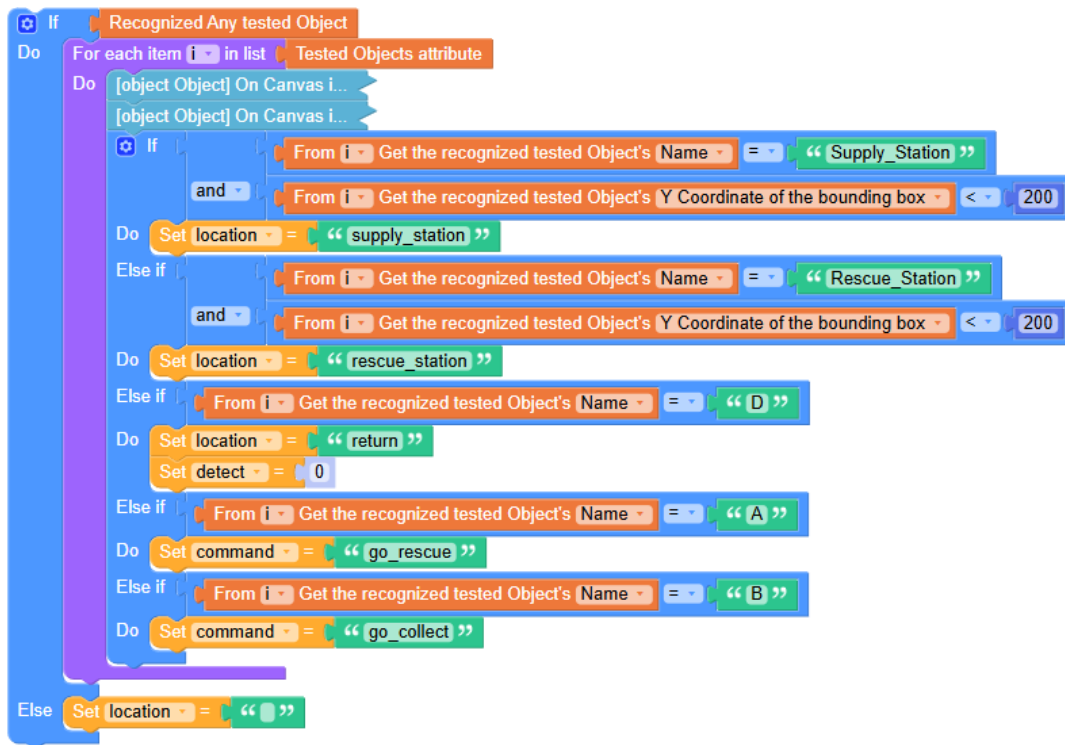 If Recognized Any tested Object
Do For each item i in list Tested Objects attribute
Do [object Object] On Canvas i...
[object Object] On Canvas i...
If From i Get the recognized tested Object's Name = “ Supply_Station ”
and From i Get the recognized tested Object's Y Coordinate of the bounding box < 200
Do Set location = “ supply_station ”
Else if From i Get the recognized tested Object's Name = “ Rescue_Station ”
and From i Get the recognized tested Object's Y Coordinate of the bounding box < 200
Do Set location = “ rescue_station ”
Else if From i Get the recognized tested Object's Name = “ D ”
Do Set location = “ return ”
Set detect = 0
Else if From i Get the recognized tested Object's Name = “ A ”
Do Set command = “ go_rescue ”
Else if From i Get the recognized tested Object's Name = “ B ”
Do Set command = “ go_collect ”
Else Set location = “ ”